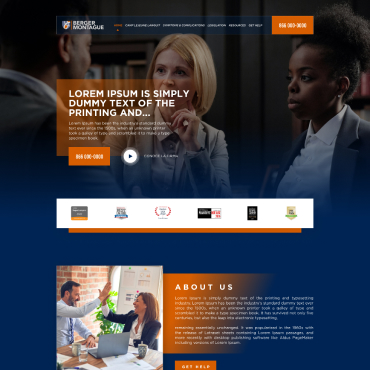 BERGER
MONTAGUE
HOME CAMP LEJEUNE LAWSUIT SYMPTOMS & COMPLICATIONS LEGISLATION RESOURCES GET HELP
866 000-0000
LOREM IPSUM IS SIMPLY
DUMMY TEXT OF THE
PRINTING AND...
Lorem Ipsum has been the industry's standard dummy
text ever since the 1500s, when an unknown printer
took a galley of type and scrambled it to make a type
specimen book.
866 000-0000
ABOUT US
Lorem Ipsum is simply dummy text of the printing and typesetting
industry. Lorem Ipsum has been the industry's standard dummy
text ever since the 1500s, when an unknown printer took a galley
of type and scrambled it to make a type specimen book. It has
survived not only five centuries, but also the leap into electronic
typesetting,
remaining essentially unchanged. It was popularised in the 1960s with
the release of Letraset sheets containing Lorem Ipsum passages, and
more recently with desktop publishing software like Aldus PageMaker
including versions of Lorem Ipsum.
GET HELP